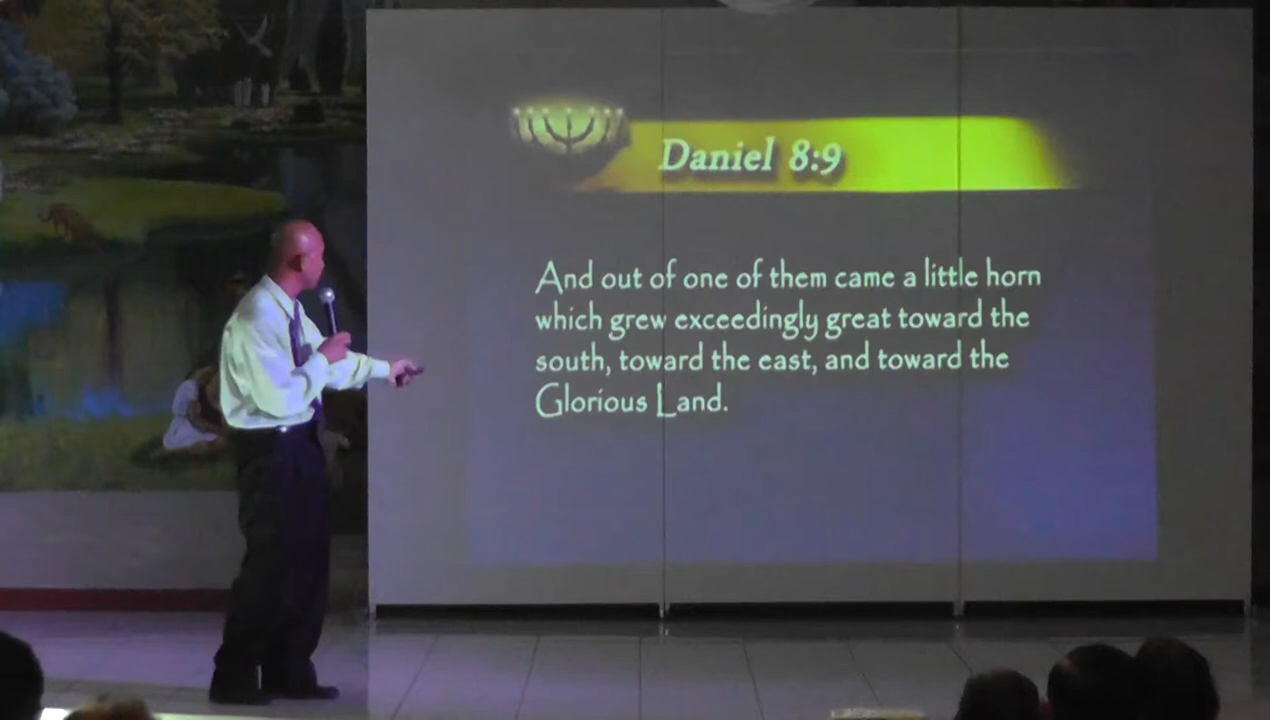 Daniel 8:9
And out of one of them came a little horn
which grew exceedingly great toward the
south, toward the east, and toward the
Glorious Land.